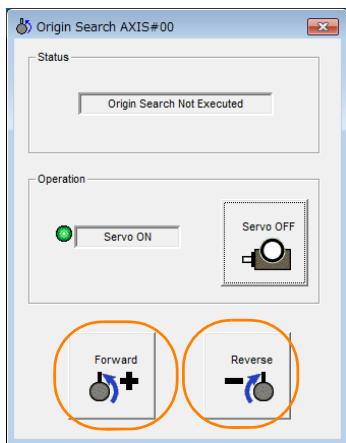 Origin Search AXIS#00
Status
Origin Search Not Executed
Operation
Servo ON
Servo OFF
Forward
Reverse